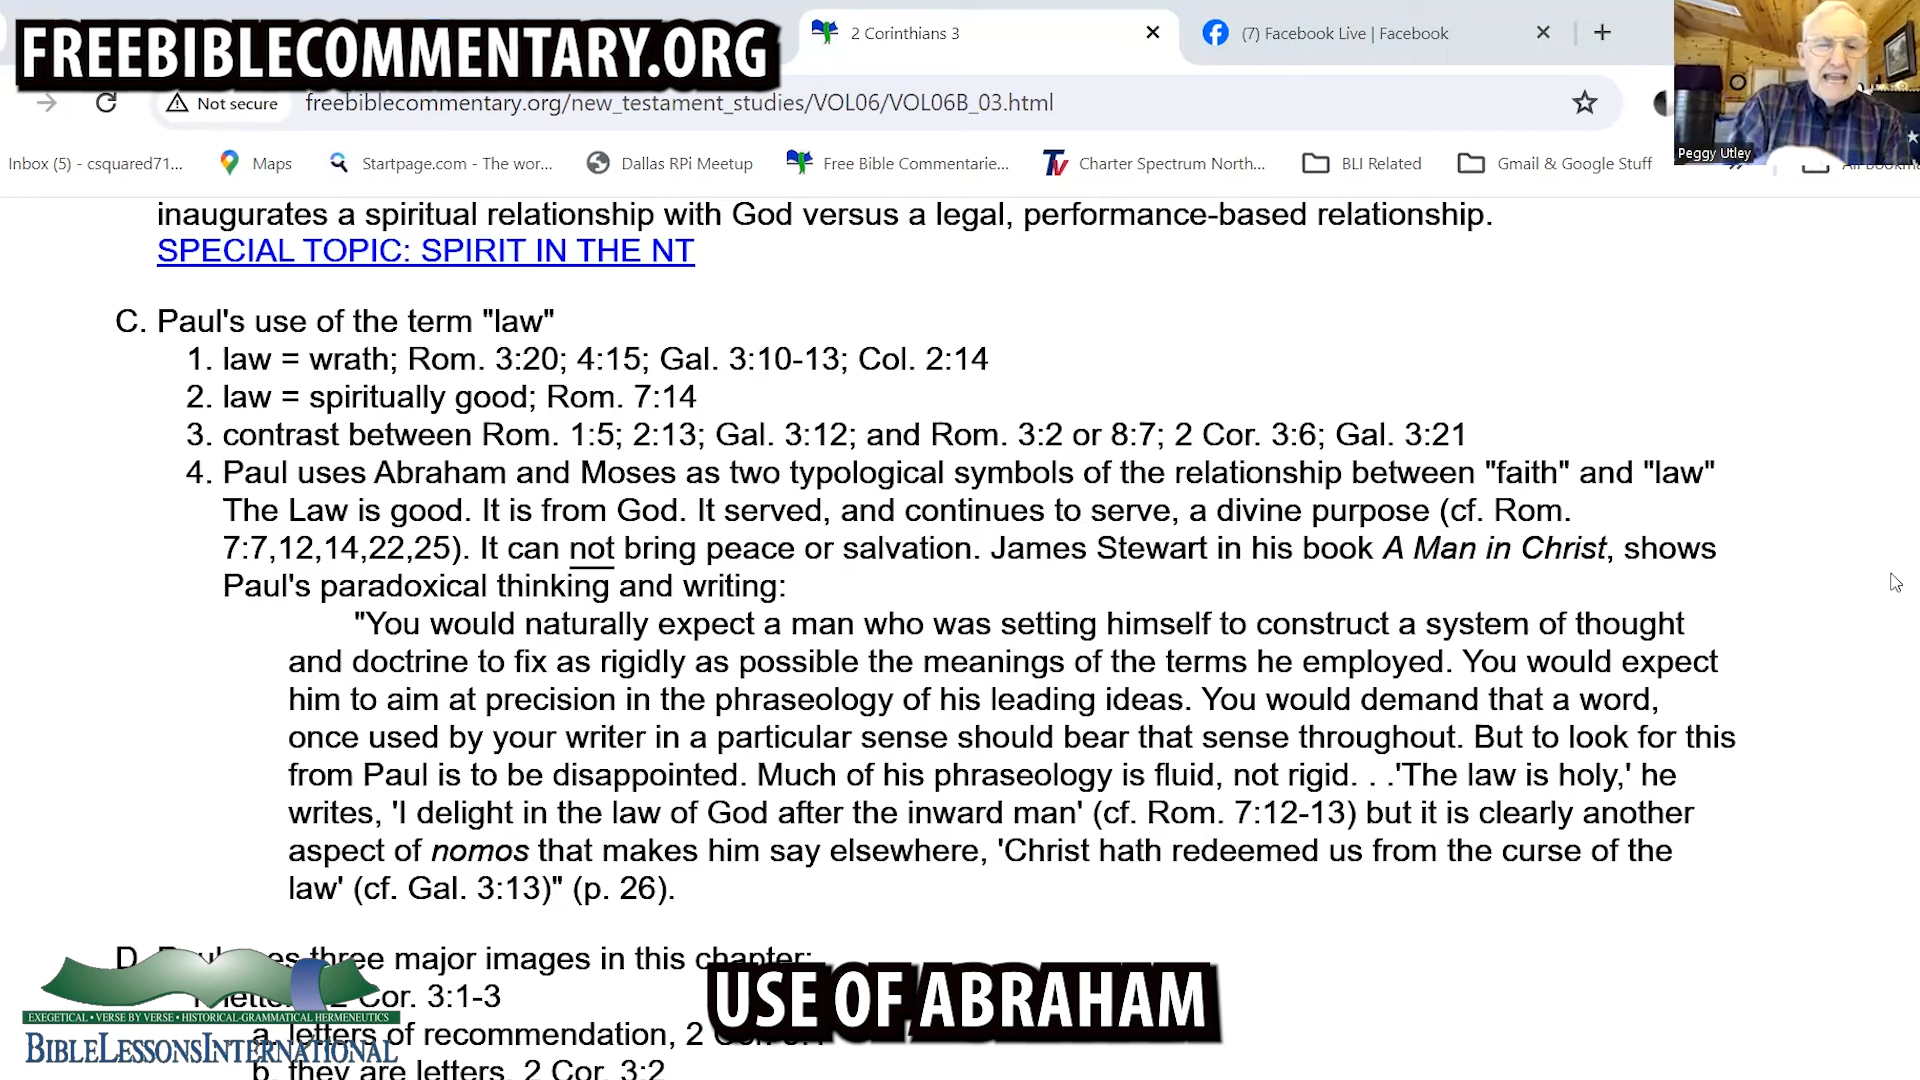 FREEBIBLECOMMENTARY.ORG
2 Corinthians 3
(7) Facebook Live | Facebook
Not secure
freebiblecommentary.org/new_testament_studies/VOL06/VOL06B_03.html
Peggy Utley
Inbox (5) - csquared71...
Maps
Startpage.com - The wor...
Dallas RPi Meetup
Free Bible Commentarie...
Charter Spectrum North...
BLI Related
Gmail & Google Stuff
inaugurates a spiritual relationship with God versus a legal, performance-based relationship.
SPECIAL TOPIC: SPIRIT IN THE NT
C. Paul's use of the term "law"
1. law = wrath; Rom. 3:20; 4:15; Gal. 3:10-13; Col. 2:14
2. law = spiritually good; Rom. 7:14
3. contrast between Rom. 1:5; 2:13; Gal. 3:12; and Rom. 3:2 or 8:7; 2 Cor. 3:6; Gal. 3:21
4. Paul uses Abraham and Moses as two typological symbols of the relationship between "faith" and "law"
The Law is good. It is from God. It served, and continues to serve, a divine purpose (cf. Rom.
7:7,12,14,22,25). It can not bring peace or salvation. James Stewart in his book A Man in Christ, shows
Paul's paradoxical thinking and writing:
"You would naturally expect a man who was setting himself to construct a system of thought
and doctrine to fix as rigidly as possible the meanings of the terms he employed. You would expect
him to aim at precision in the phraseology of his leading ideas. You would demand that a word,
once used by your writer in a particular sense should bear that sense throughout. But to look for this
from Paul is to be disappointed. Much of his phraseology is fluid, not rigid. . .'The law is holy,' he
writes, 'I delight in the law of God after the inward man' (cf. Rom. 7:12-13) but it is clearly another
aspect of nomos that makes him say elsewhere, 'Christ hath redeemed us from the curse of the
law' (cf. Gal. 3:13)" (p. 26).
D. three major images in this chapter:
Cor. 3:1-3
a. letters of recommendation, 2
b. they are letters, 2 Cor. 3:2
USE OF ABRAHAM
EXEGETICAL • VERSE BY VERSE • HISTORICAL-GRAMMATICAL HERMENEUTICS
BIBLELESSONSINTERNATIONAL